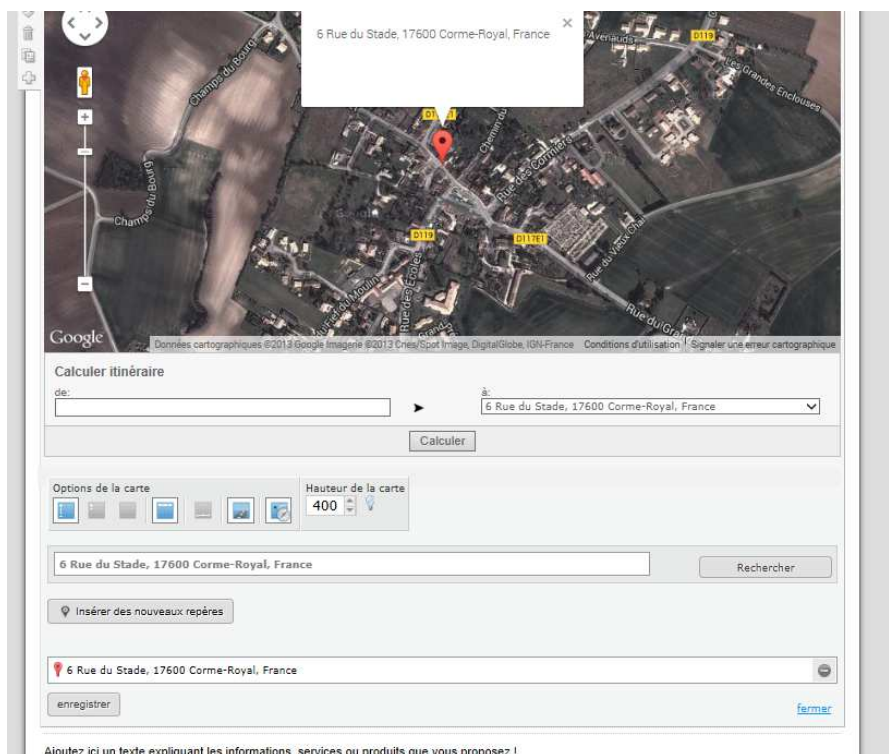 6 Rue du Stade, 17600 Corme-Royal, France
Avenauds
D119
Les Grandes Enclouses
Champs du Bourg
Chemin du
Rue des Cormiers
Champs du Bourg
D119
D117E1
Rue du Vieux Chai
Rue des Écoles
du Moulin
Rue du Gra
Google
Données cartographiques ©2013 Google Imagerie ©2013 Cnes/Spot Image, DigitalGlobe, IGN-France Conditions d'utilisation Signaler une erreur cartographique
Calculer itinéraire
de: à:
6 Rue du Stade, 17600 Corme-Royal, France
Calculer
Options de la carte Hauteur de la carte
400
6 Rue du Stade, 17600 Corme-Royal, France Rechercher
Insérer des nouveaux repères
6 Rue du Stade, 17600 Corme-Royal, France
enregistrer fermer
Ajoutez ici un texte expliquant les informations, services ou produits que vous proposez !